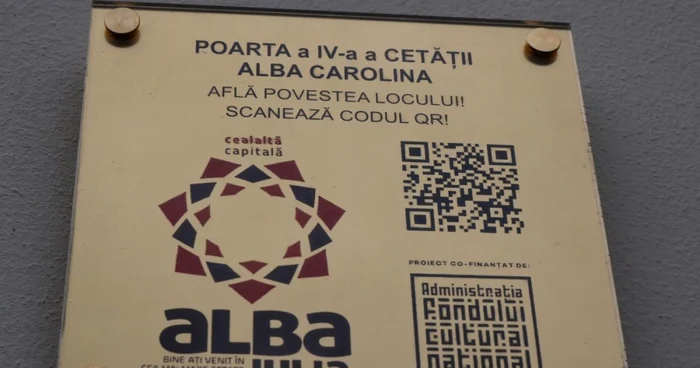 POARTA a IV-a a CETĂȚII
ALBA CAROLINA
AFLĂ POVESTEA LOCULUI!
SCANEAZĂ CODUL QR!
cealaltă
capitală
PROIECT CO-FINANȚAT DE:
Administrația
fondului
cultural
național
alba
BINE AȚI VENIT ÎN
IULIA